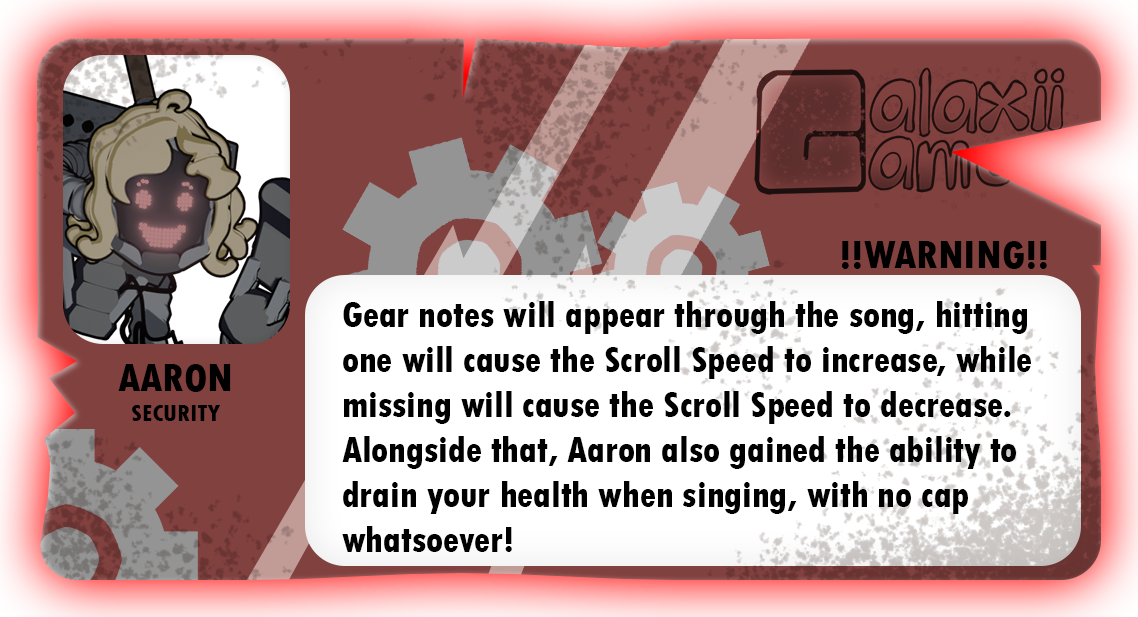 Galaxii
Game
!!WARNING!!
Gear notes will appear through the song, hitting
one will cause the Scroll Speed to increase, while
missing will cause the Scroll Speed to decrease.
Alongside that, Aaron also gained the ability to
drain your health when singing, with no cap
whatsoever!
AARON
SECURITY